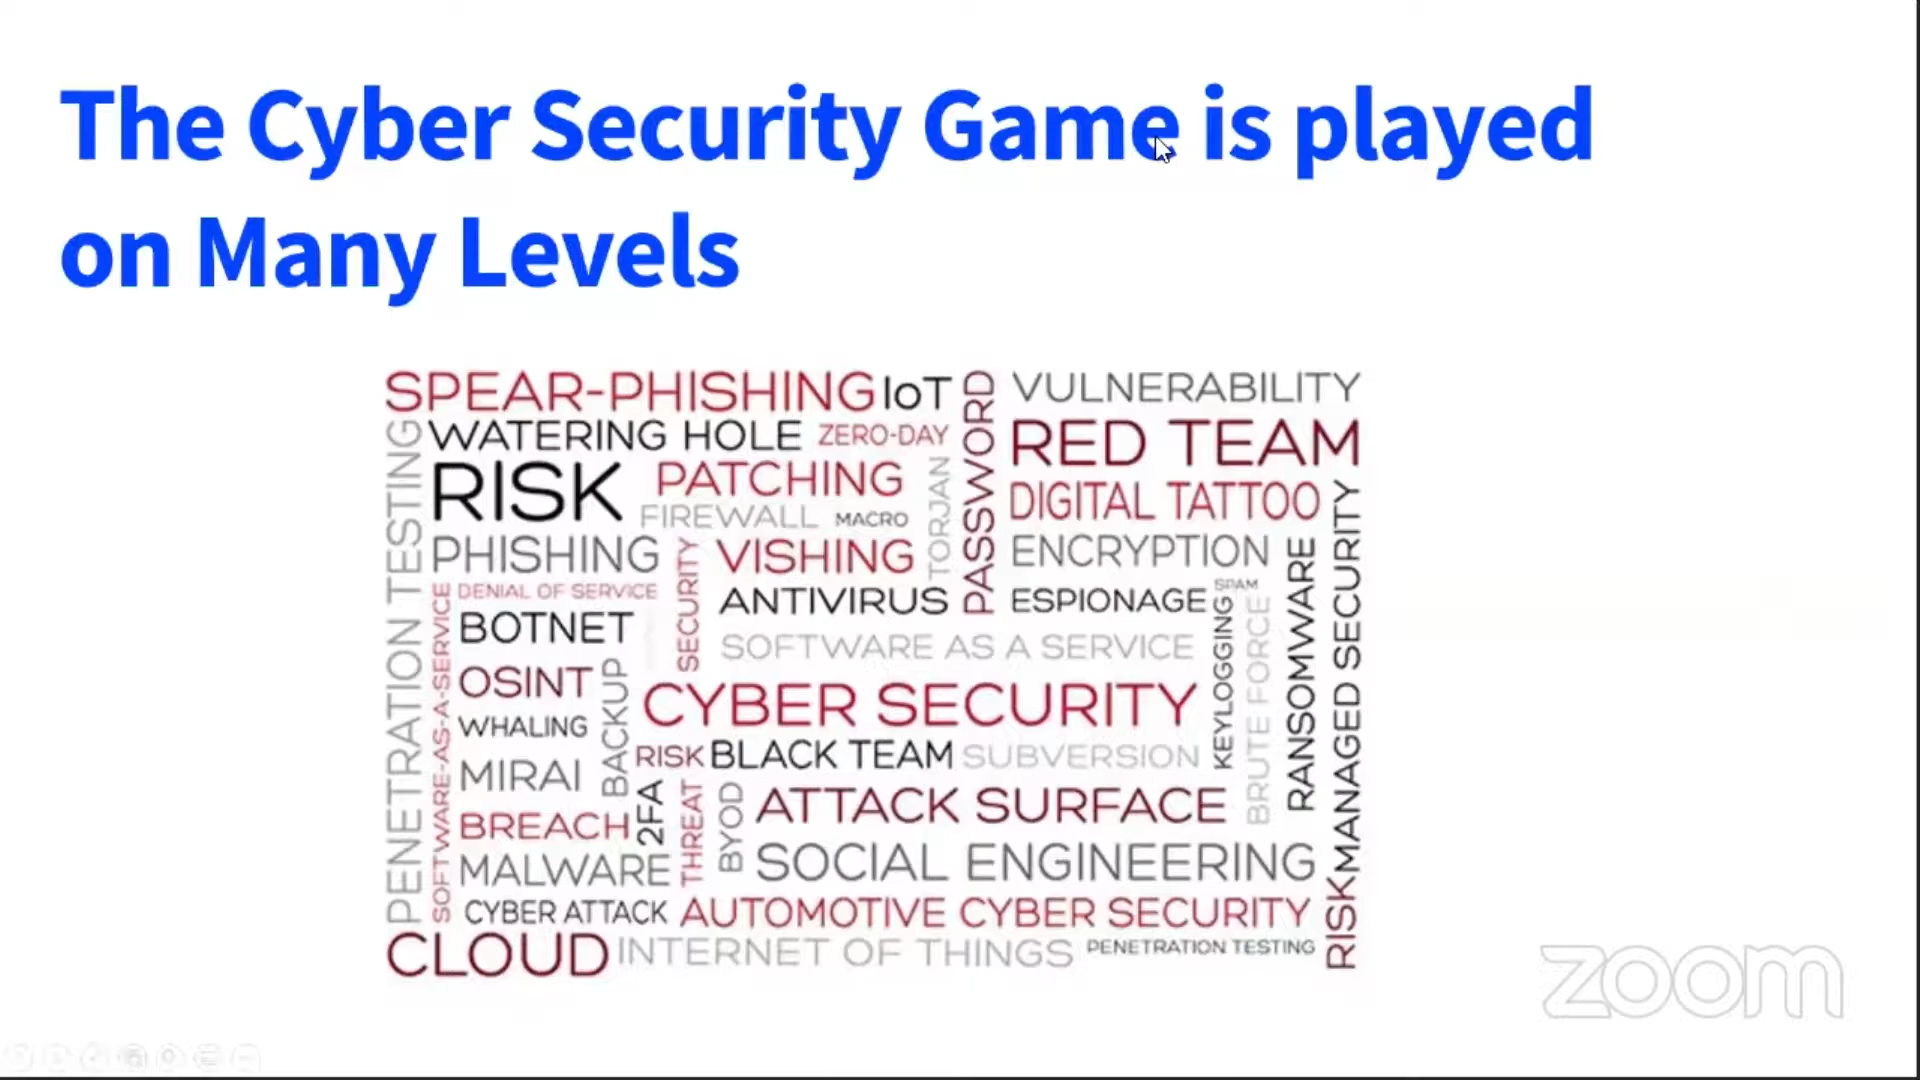 The Cyber Security Game is played
on Many Levels
SPEAR-PHISHING IoT
PASSWORD
VULNERABILITY
WATERING HOLE ZERO-DAY
RED TEAM
PENETRATION TESTING
RISK
PATCHING
FIREWALL MACRO
TORJAN
DIGITAL TATTOO
PHISHING
SECURITY
VISHING
ENCRYPTION
DENIAL OF SERVICE
ANTIVIRUS
ESPIONAGE
SPAM
SOFTWARE-AS-A-SERVICE
BOTNET
SOFTWARE AS A SERVICE
KEYLOGGING
BRUTE FORCE
RANSOMWARE
MANAGED SECURITY
OSINT
BACKUP
CYBER SECURITY
WHALING
RISK BLACK TEAM SUBVERSION
MIRAI
2FA
THREAT
BYOD
ATTACK SURFACE
BREACH
MALWARE
SOCIAL ENGINEERING
CYBER ATTACK AUTOMOTIVE CYBER SECURITY
RISK
CLOUD INTERNET OF THINGS PENETRATION TESTING
zoom